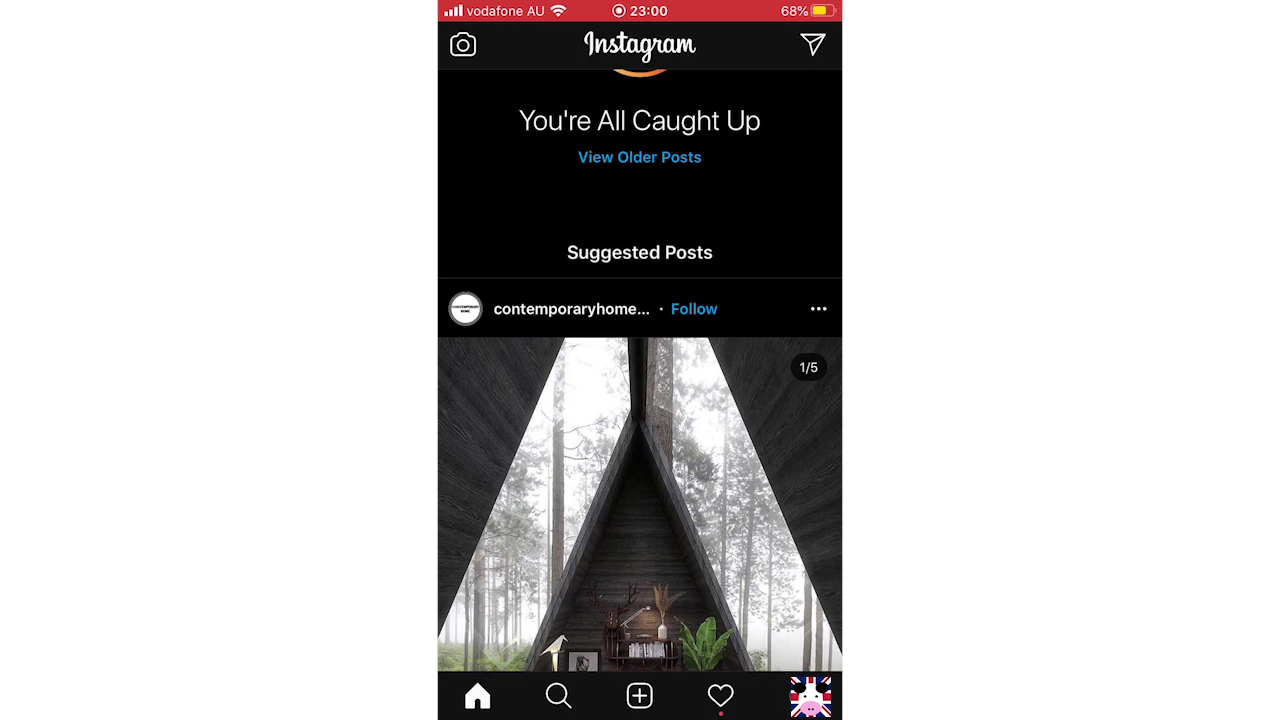 vodafone AU 23:00 68%
Instagram
You're All Caught Up
View Older Posts
Suggested Posts
contemporaryhome... · Follow
1/5